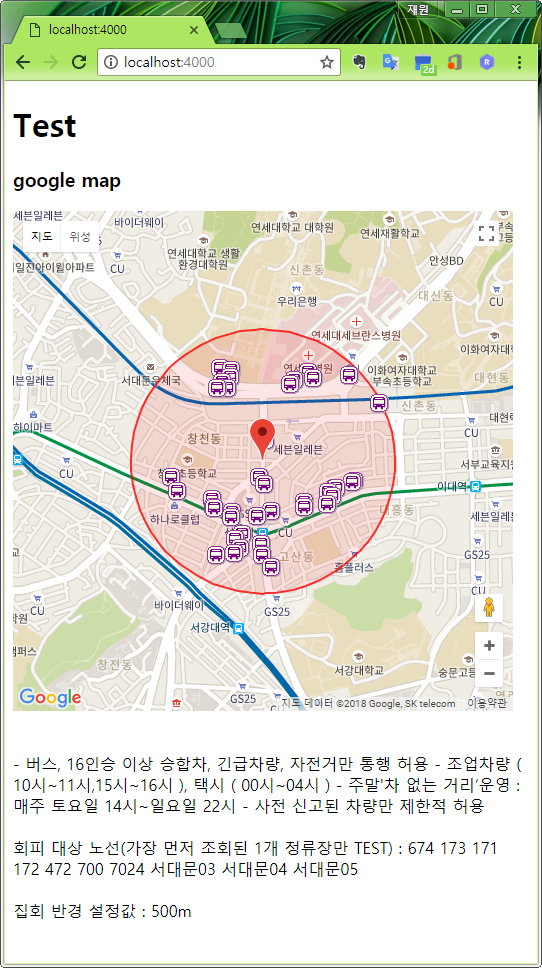 재원
localhost:4000
localhost:4000
2d
Test
google map
세븐일레븐
바이더웨이
연세대학교 대학원
연세재활학교
지도
위성
연세대학교 생활
환경대학원
안성BD
일진아이윌아파트
CU
신촌동
대신동
우리은행
CU
연세대세브란스병원
이화여자대학교
세븐일레븐
서대문우체국
이화여자대학교
부속초등학교
대현동
하이마트
창천동
세븐일레븐
CU
서부교육지원
창서초등학교
이대역
하나로클럽
CU
대흥동
세븐일레븐
노고산동
홈플러스
GS25
CU
CU
바이더웨이
GS25
서강대역
창전동
서강대학교
숭문고등
GS25
CU
Google
지도 데이터 ©2018 Google, SK telecom
이용약관
- 버스, 16인승 이상 승합차, 긴급차량, 자전거만 통행 허용 - 조업차량 (
10시~11시,15시~16시 ), 택시 ( 00시~04시 ) - 주말'차 없는 거리'운영 :
매주 토요일 14시~일요일 22시 - 사전 신고된 차량만 제한적 허용
회피 대상 노선(가장 먼저 조회된 1개 정류장만 TEST) : 674 173 171
172 472 700 7024 서대문03 서대문04 서대문05
집회 반경 설정값 : 500m